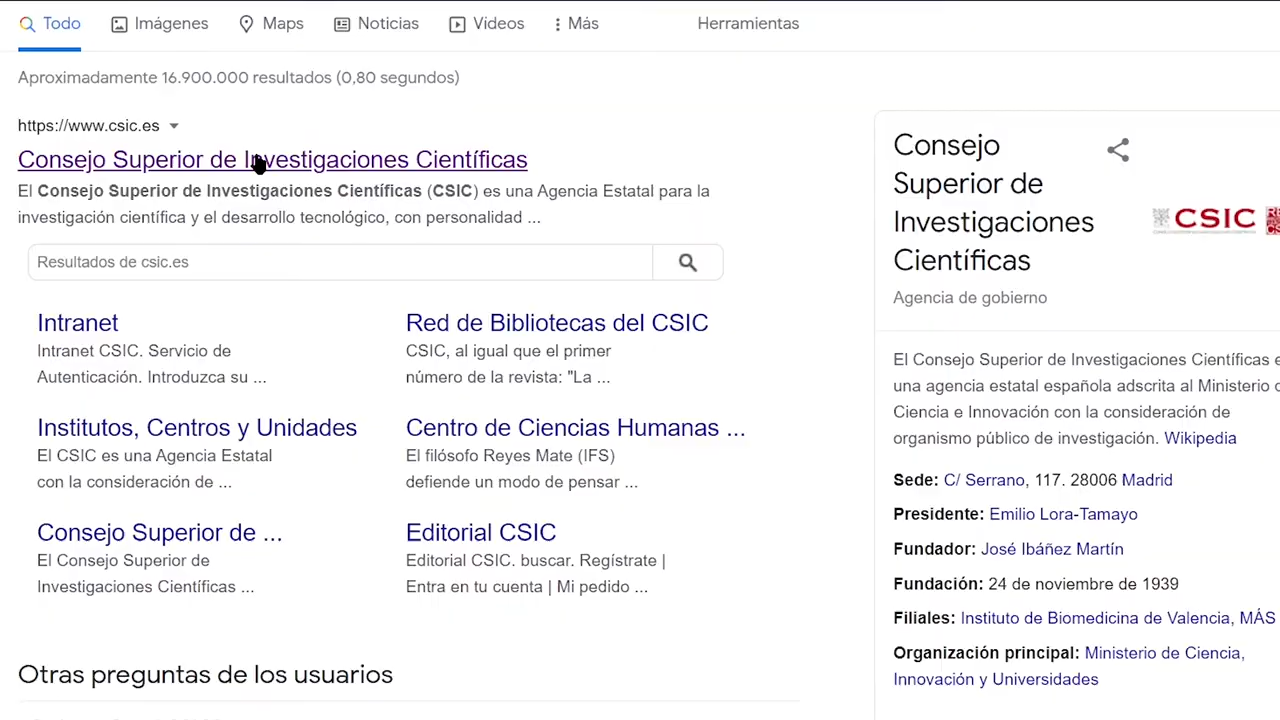 Todo Imágenes Maps Noticias Videos Más Herramientas
Aproximadamente 16.900.000 resultados (0,80 segundos)
https://www.csic.es
Consejo Superior de Investigaciones Científicas
El Consejo Superior de Investigaciones Científicas (CSIC) es una Agencia Estatal para la
investigación científica y el desarrollo tecnológico, con personalidad ...
Resultados de csic.es
Intranet
Intranet CSIC. Servicio de
Autenticación. Introduzca su ...
Red de Bibliotecas del CSIC
CSIC, al igual que el primer
número de la revista: "La ...
Institutos, Centros y Unidades
El CSIC es una Agencia Estatal
con la consideración de ...
Centro de Ciencias Humanas ...
El filósofo Reyes Mate (IFS)
defiende un modo de pensar ...
Consejo Superior de ...
El Consejo Superior de
Investigaciones Científicas ...
Editorial CSIC
Editorial CSIC. buscar. Regístrate |
Entra en tu cuenta | Mi pedido ...
Otras preguntas de los usuarios
Consejo
Superior de
Investigaciones
Científicas
CSIC
Agencia de gobierno
El Consejo Superior de Investigaciones Científicas e
una agencia estatal española adscrita al Ministerio
Ciencia e Innovación con la consideración de
organismo público de investigación. Wikipedia
Sede: C/ Serrano, 117. 28006 Madrid
Presidente: Emilio Lora-Tamayo
Fundador: José Ibáñez Martín
Fundación: 24 de noviembre de 1939
Filiales: Instituto de Biomedicina de Valencia, MÁS
Organización principal: Ministerio de Ciencia,
Innovación y Universidades